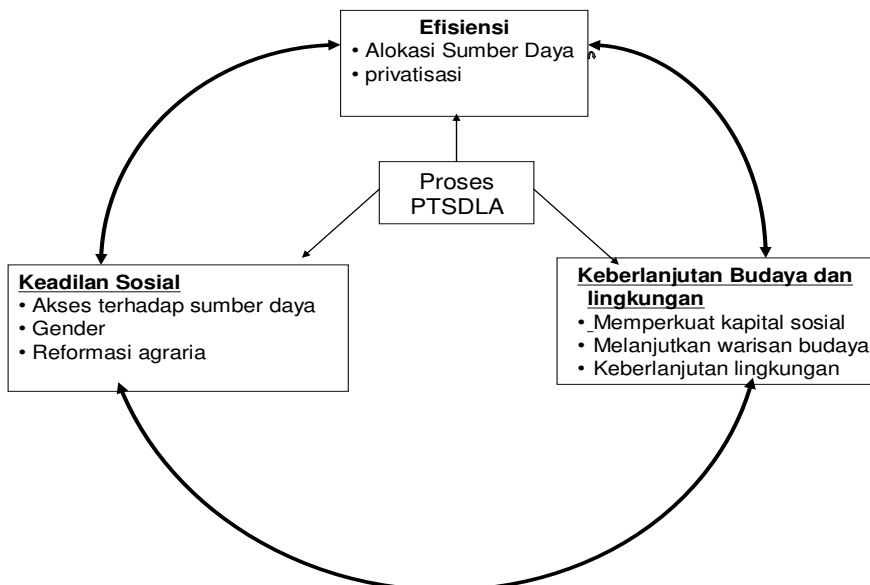 Efisiensi
• Alokasi Sumber Daya
• privatisasi
Proses
PTSDLA
Keadilan Sosial
• Akses terhadap sumber daya
• Gender
• Reformasi agraria
Keberlanjutan Budaya dan
lingkungan
• Memperkuat kapital sosial
• Melanjutkan warisan budaya
• Keberlanjutan lingkungan